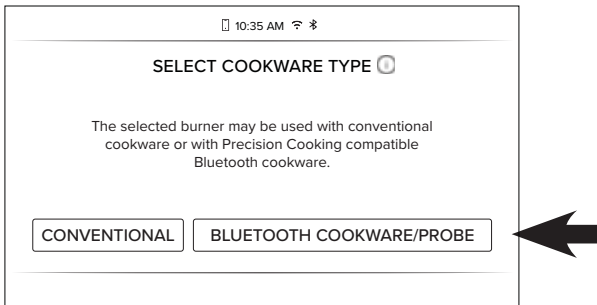 10:35 AM
SELECT COOKWARE TYPE
The selected burner may be used with conventional
cookware or with Precision Cooking compatible
Bluetooth cookware.
CONVENTIONAL BLUETOOTH COOKWARE/PROBE